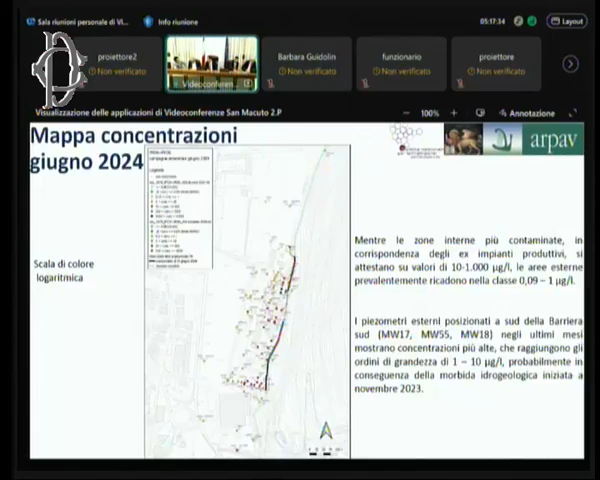 Sala riunioni personale di VI...
Info riunione
05:17:34
Layout
proiettore2
Non verificato
Videoconferen...
Barbara Guidolin
Non verificato
funzionario
Non verificato
proiettore
Non verificato
Visualizzazione delle applicazioni di Videoconferenze San Macuto 2.P
100%
Annotazione
Mappa concentrazioni
giugno 2024
arpav
Scala di colore
logaritmica
Mentre le zone interne più contaminate, in
corrispondenza degli ex impianti produttivi, si
attestano su valori di 10-1.000 µg/l, le aree esterne
prevalentemente ricadono nella classe 0,09 – 1 µg/l.
I piezometri esterni posizionati a sud della Barriera
sud (MW17, MW55, MW18) negli ultimi mesi
mostrano concentrazioni più alte, che raggiungono gli
ordini di grandezza di 1 – 10 µg/l, probabilmente in
conseguenza della morbida idrogeologica iniziata a
novembre 2023.